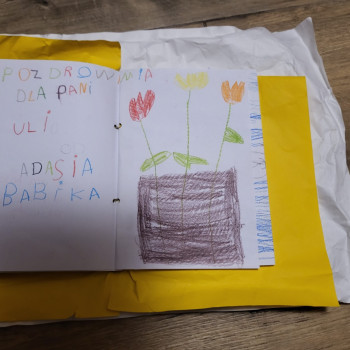 POZDROWNIA
DLA PANI
ULI
ADASIA
BABIKA